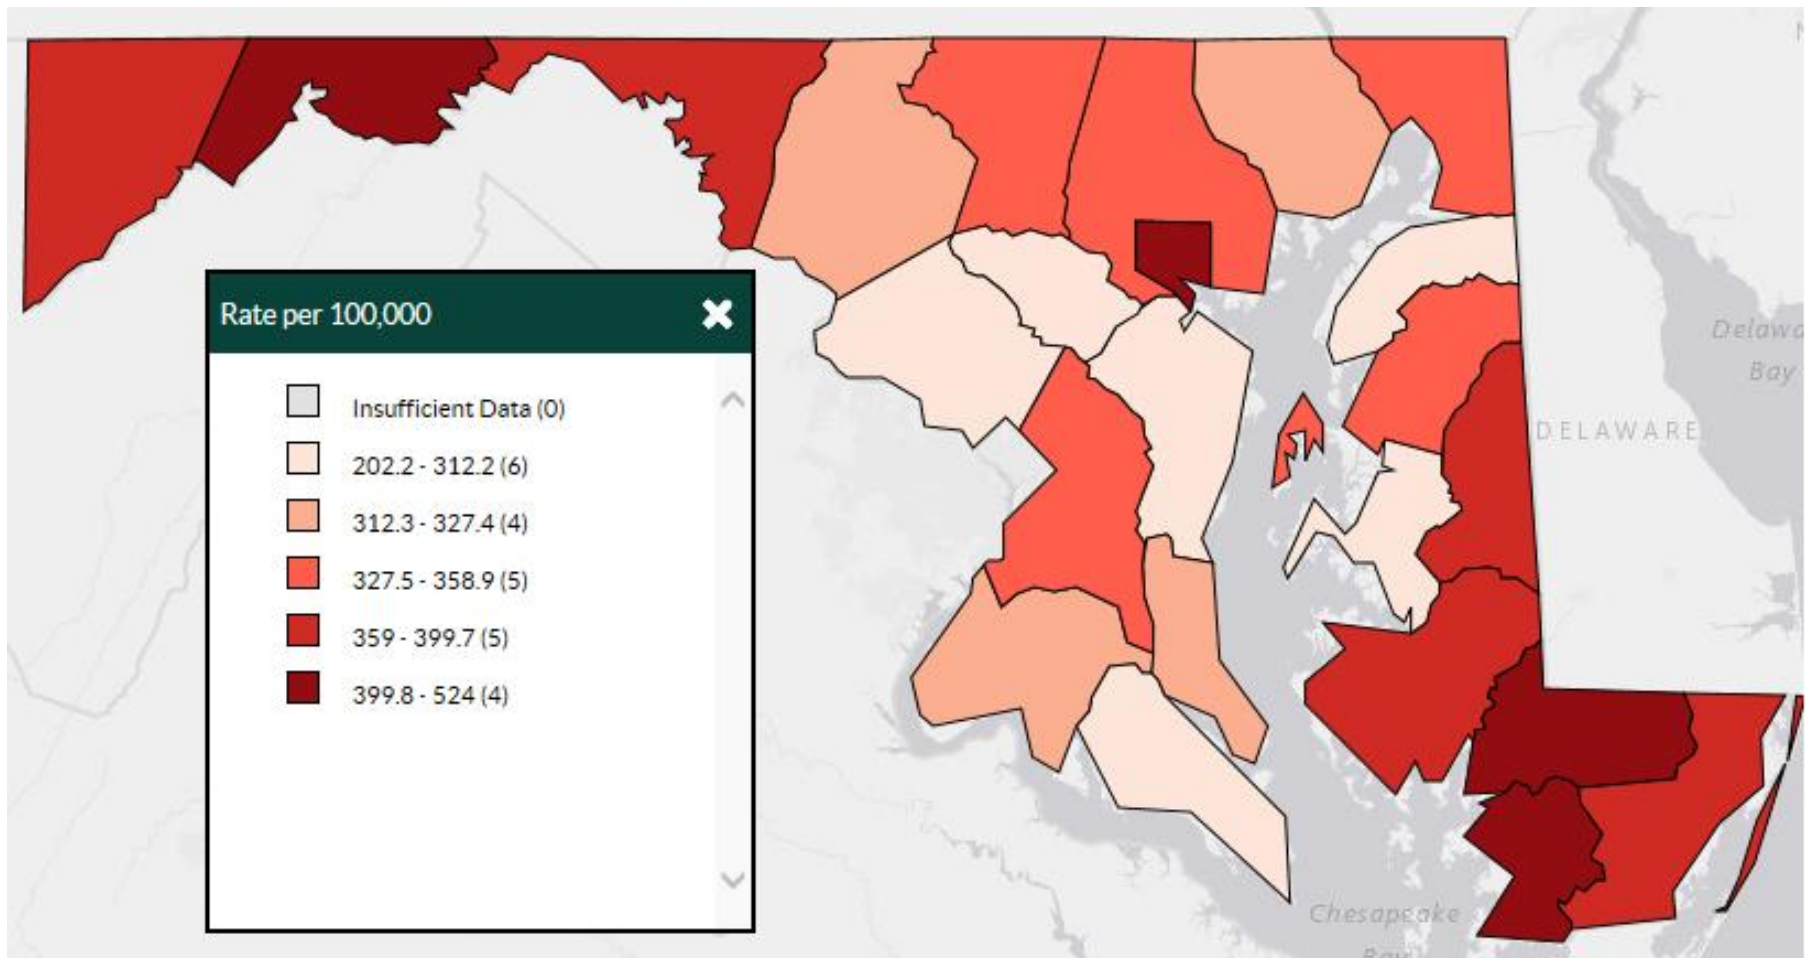 Rate per 100,000
Insufficient Data (0)
202.2 - 312.2 (6)
312.3 - 327.4 (4)
327.5 - 358.9 (5)
359 - 399.7 (5)
399.8 - 524 (4)
Delawa
Bay
DELAWARE
Chesapeake
Bay